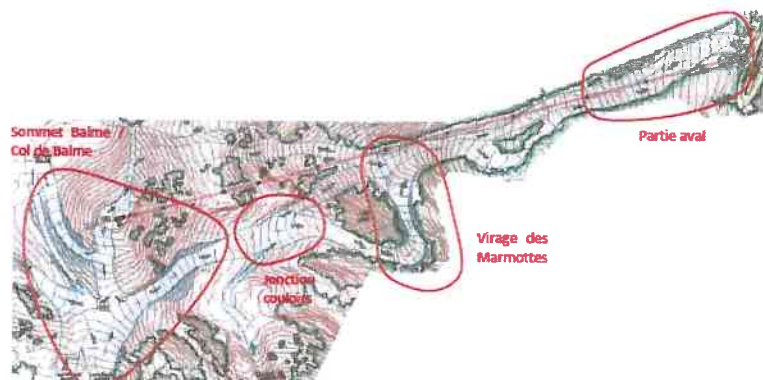 Sommet Balme /
Col de Balme
Partie aval
Virage des
Marmottes
Jonction
couloirs